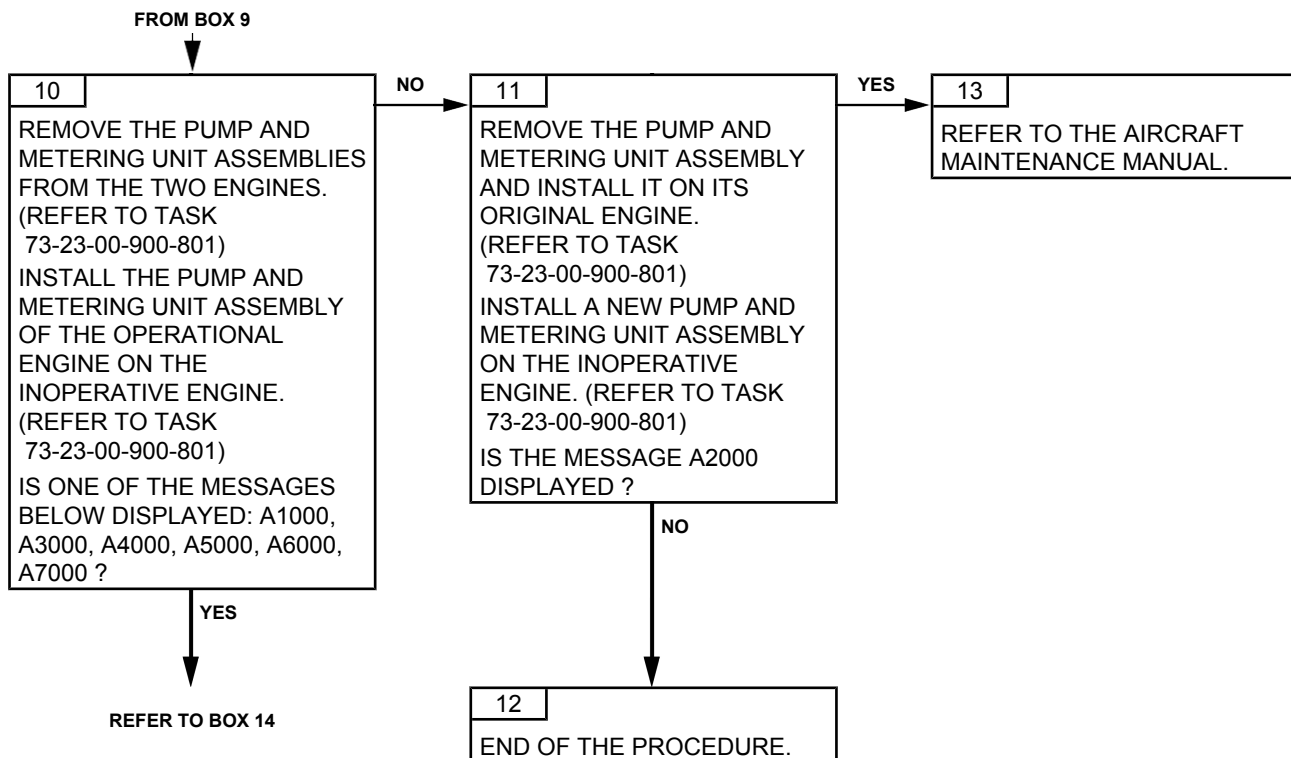 FROM BOX 9
10
REMOVE THE PUMP AND
METERING UNIT ASSEMBLIES
FROM THE TWO ENGINES.
(REFER TO TASK
73-23-00-900-801)
INSTALL THE PUMP AND
METERING UNIT ASSEMBLY
OF THE OPERATIONAL
ENGINE ON THE
INOPERATIVE ENGINE.
(REFER TO TASK
73-23-00-900-801)
IS ONE OF THE MESSAGES
BELOW DISPLAYED: A1000,
A3000, A4000, A5000, A6000,
A7000 ?
YES
REFER TO BOX 14
NO
11
REMOVE THE PUMP AND
METERING UNIT ASSEMBLY
AND INSTALL IT ON ITS
ORIGINAL ENGINE.
(REFER TO TASK
73-23-00-900-801)
INSTALL A NEW PUMP AND
METERING UNIT ASSEMBLY
ON THE INOPERATIVE
ENGINE. (REFER TO TASK
73-23-00-900-801)
IS THE MESSAGE A2000
DISPLAYED ?
NO
12
END OF THE PROCEDURE.
YES
13
REFER TO THE AIRCRAFT
MAINTENANCE MANUAL.